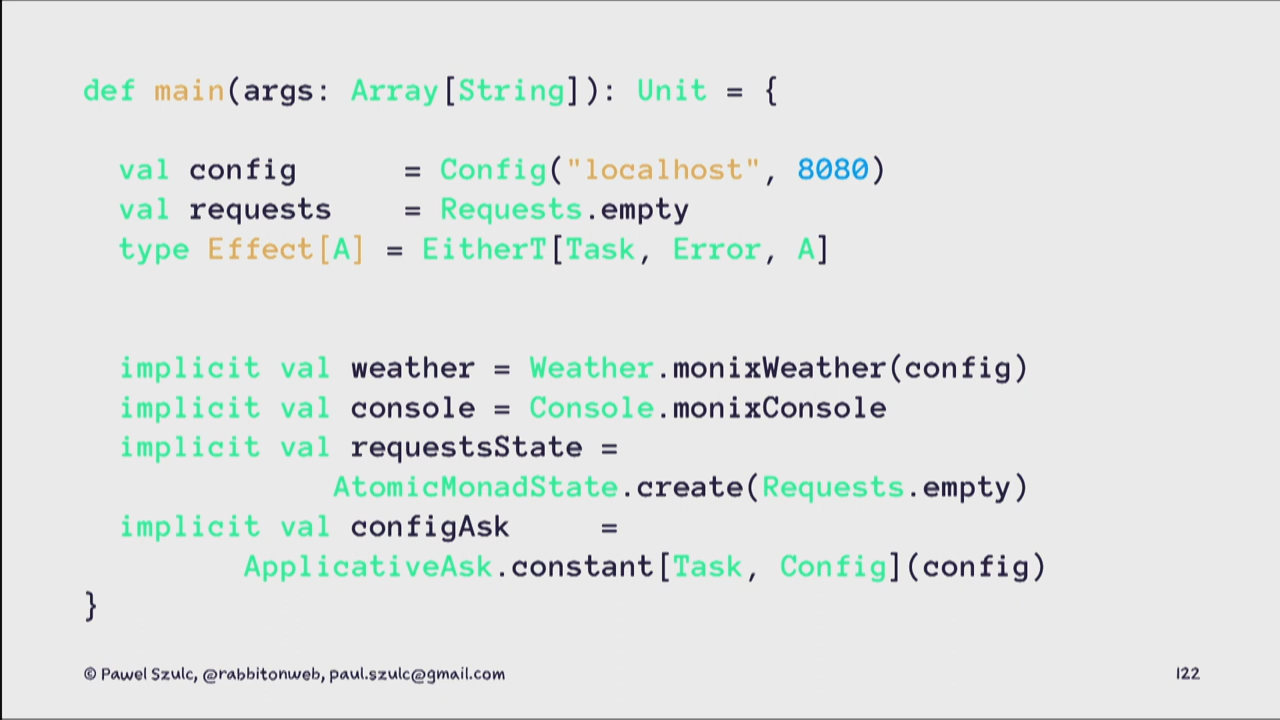 def main(args: Array[String]): Unit = {
val config = Config("localhost", 8080)
val requests = Requests.empty
type Effect[A] = EitherT[Task, Error, A]
implicit val weather = Weather.monixWeather(config)
implicit val console = Console.monixConsole
implicit val requestsState =
AtomicMonadState.create(Requests.empty)
implicit val configAsk =
ApplicativeAsk.constant[Task, Config](config)
}
© Pawel Szulc, @rabbitonweb, paul.szulc@gmail.com
122